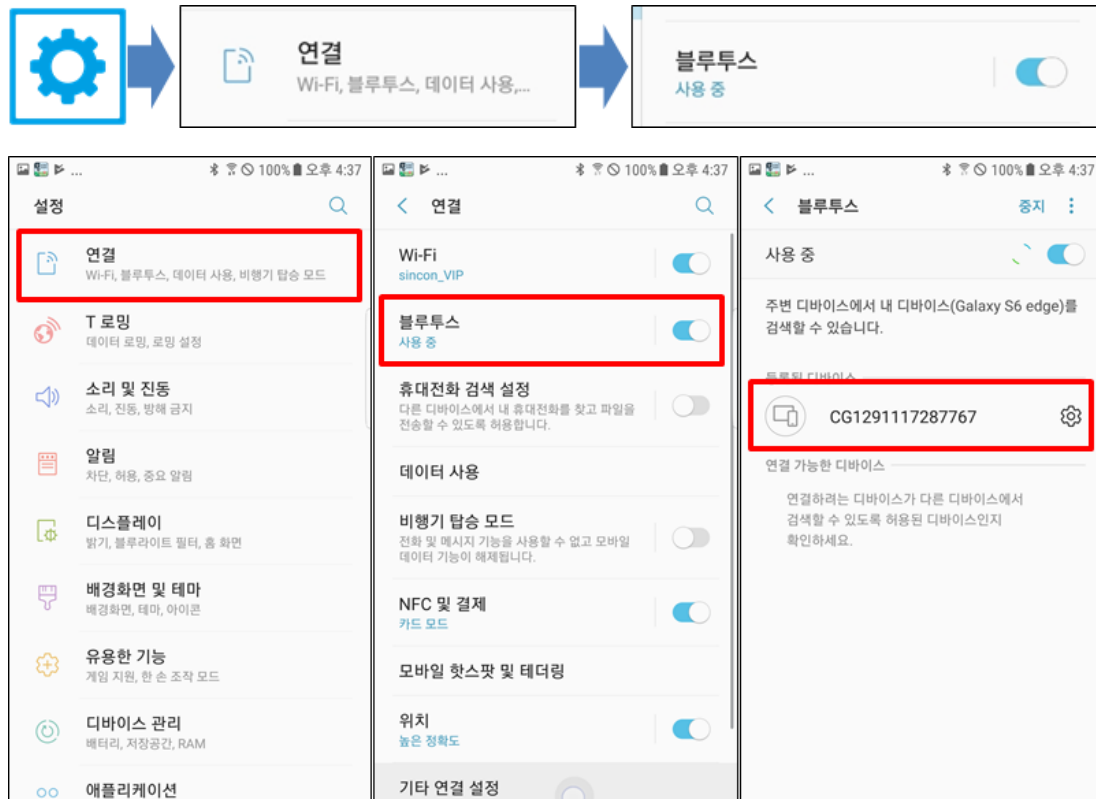 연결
Wi-Fi, 블루투스, 데이터 사용,...
블루투스
사용 중
... 100% 오후 4:37
설정
연결
Wi-Fi, 블루투스, 데이터 사용, 비행기 탑승 모드
T 로밍
데이터 로밍, 로밍 설정
소리 및 진동
소리, 진동, 방해 금지
알림
차단, 허용, 중요 알림
디스플레이
밝기, 블루라이트 필터, 홈 화면
배경화면 및 테마
배경화면, 테마, 아이콘
유용한 기능
게임 지원, 한 손 조작 모드
디바이스 관리
배터리, 저장공간, RAM
애플리케이션
... 100% 오후 4:37
연결
Wi-Fi
sincon_VIP
블루투스
사용 중
휴대전화 검색 설정
다른 디바이스에서 내 휴대전화를 찾고 파일을
전송할 수 있도록 허용합니다.
데이터 사용
비행기 탑승 모드
전화 및 메시지 기능을 사용할 수 없고 모바일
데이터 기능이 해제됩니다.
NFC 및 결제
카드 모드
모바일 핫스팟 및 테더링
위치
높은 정확도
기타 연결 설정
... 100% 오후 4:37
블루투스 중지
사용 중
주변 디바이스에서 내 디바이스(Galaxy S6 edge)를
검색할 수 있습니다.
등록된 디바이스
CG1291117287767
연결 가능한 디바이스
연결하려는 디바이스가 다른 디바이스에서
검색할 수 있도록 허용된 디바이스인지
확인하세요.